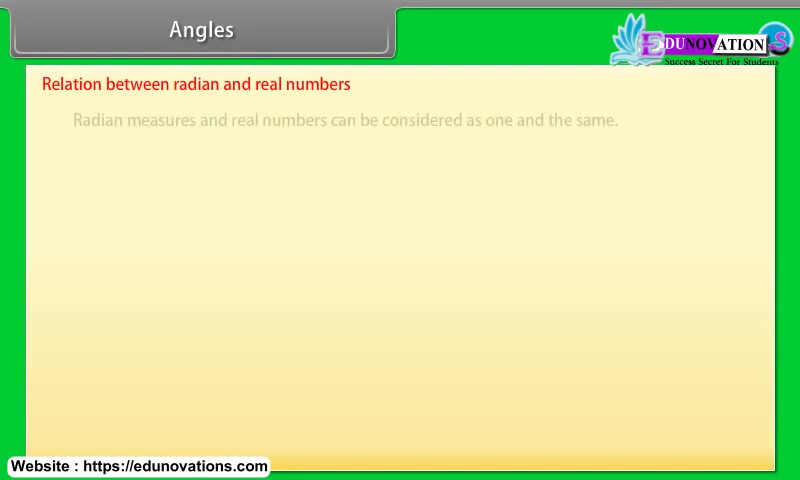 Angles
EDUNOVATION S
Success Secret For Students
Relation between radian and real numbers
Radian measures and real numbers can be considered as one and the same.
Website : https://edunovations.com